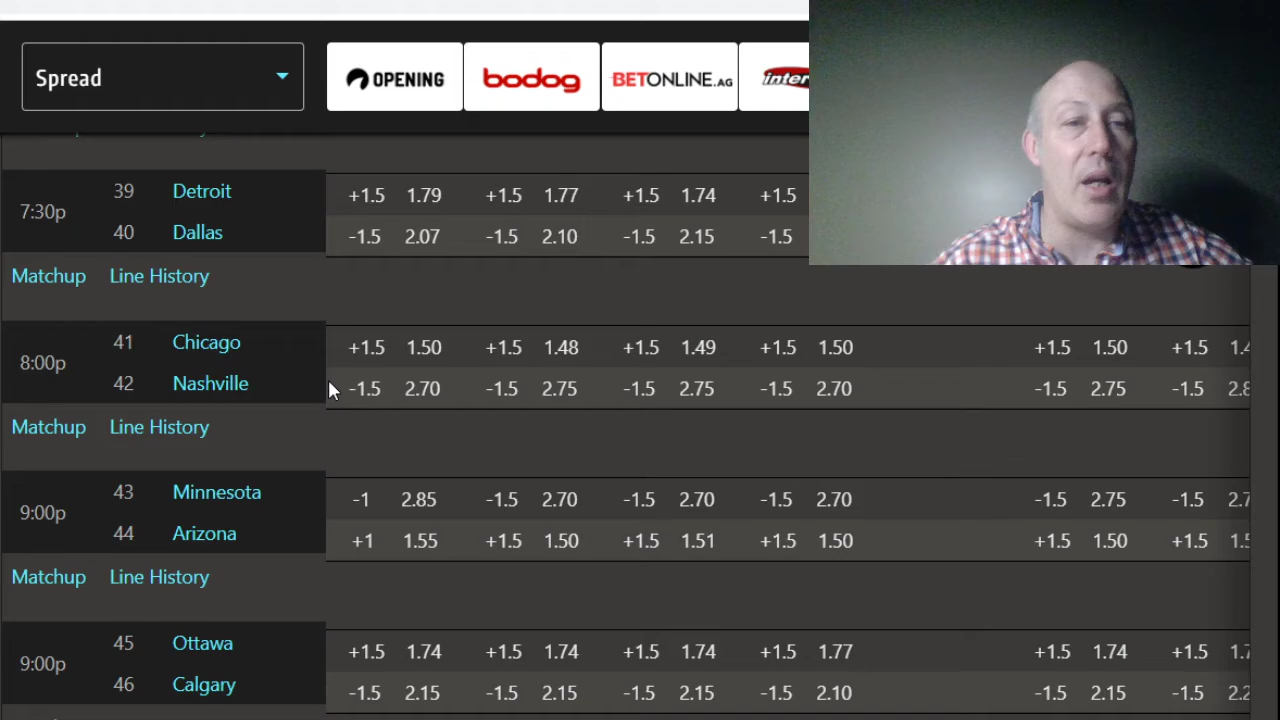 Spread OPENING bodog BETONLINE.AG inter
7:30p 39 Detroit +1.5 1.79 +1.5 1.77 +1.5 1.74 +1.5
40 Dallas -1.5 2.07 -1.5 2.10 -1.5 2.15 -1.5
Matchup Line History
8:00p 41 Chicago +1.5 1.50 +1.5 1.48 +1.5 1.49 +1.5 1.50 +1.5 1.50 +1.5
42 Nashville -1.5 2.70 -1.5 2.75 -1.5 2.75 -1.5 2.70 -1.5 2.75 -1.5
Matchup Line History
9:00p 43 Minnesota -1 2.85 -1.5 2.70 -1.5 2.70 -1.5 2.70 -1.5 2.75 -1.5
44 Arizona +1 1.55 +1.5 1.50 +1.5 1.51 +1.5 1.50 +1.5 1.50 +1.5
Matchup Line History
9:00p 45 Ottawa +1.5 1.74 +1.5 1.74 +1.5 1.74 +1.5 1.77 +1.5 1.74 +1.5
46 Calgary -1.5 2.15 -1.5 2.15 -1.5 2.15 -1.5 2.10 -1.5 2.15 -1.5